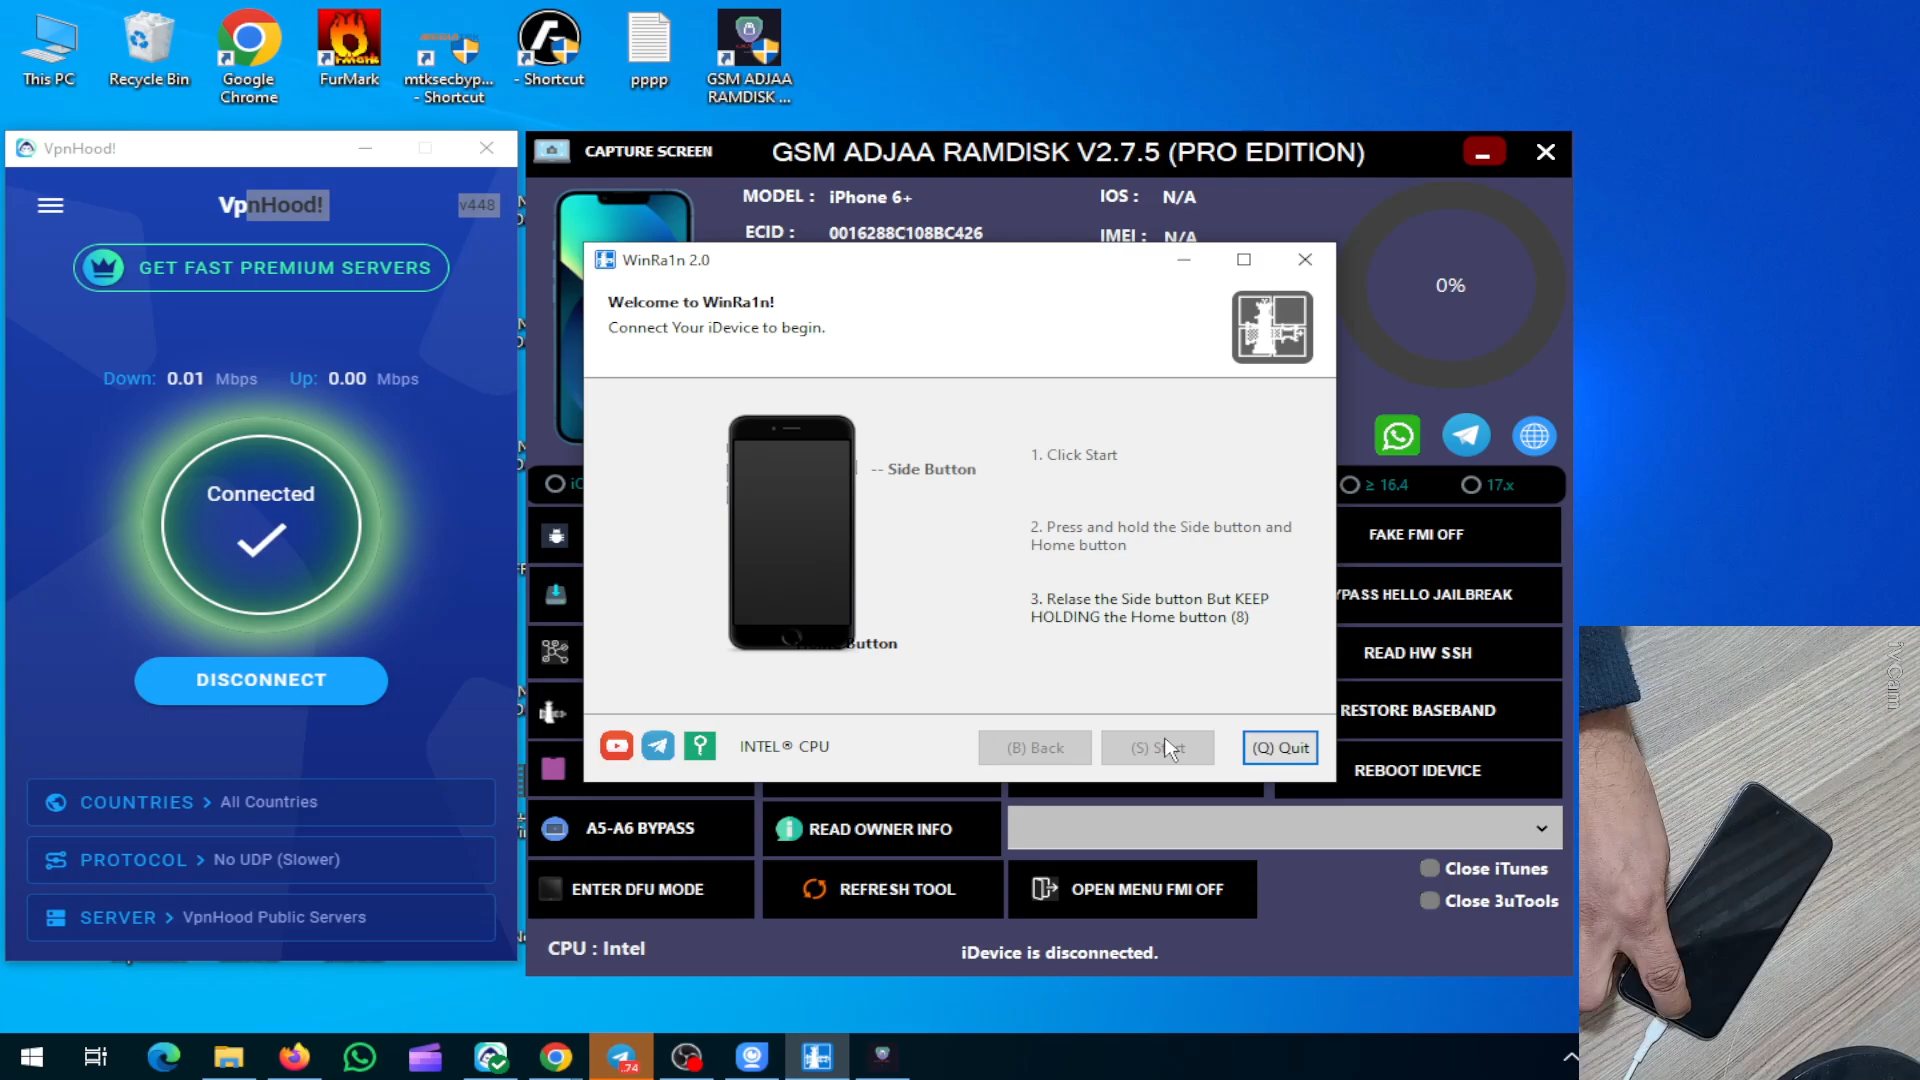 This PC
Recycle Bin
Google
Chrome
FurMark
mtksecbyp...
- Shortcut
- Shortcut
pppp
GSM ADJAA
RAMDISK ...
VpnHood!
VpnHood!
v448
GET FAST PREMIUM SERVERS
Down: 0.01 Mbps Up: 0.00 Mbps
Connected
DISCONNECT
COUNTRIES > All Countries
PROTOCOL > No UDP (Slower)
SERVER > VpnHood Public Servers
CAPTURE SCREEN
GSM ADJAA RAMDISK V2.7.5 (PRO EDITION)
MODEL : iPhone 6+
IOS : N/A
ECID : 0016288C108BC426
IMEI : N/A
0%
WinRa1n 2.0
Welcome to WinRa1n!
Connect Your iDevice to begin.
-- Side Button
Button
1. Click Start
2. Press and hold the Side button and
Home button
3. Relase the Side button But KEEP
HOLDING the Home button (8)
INTEL® CPU
(B) Back
(S) St t
(Q) Quit
≥ 16.4
17.x
FAKE FMI OFF
YPASS HELLO JAILBREAK
READ HW SSH
RESTORE BASEBAND
REBOOT IDEVICE
A5-A6 BYPASS
READ OWNER INFO
ENTER DFU MODE
REFRESH TOOL
OPEN MENU FMI OFF
Close iTunes
Close 3uTools
CPU : Intel
iDevice is disconnected.
74